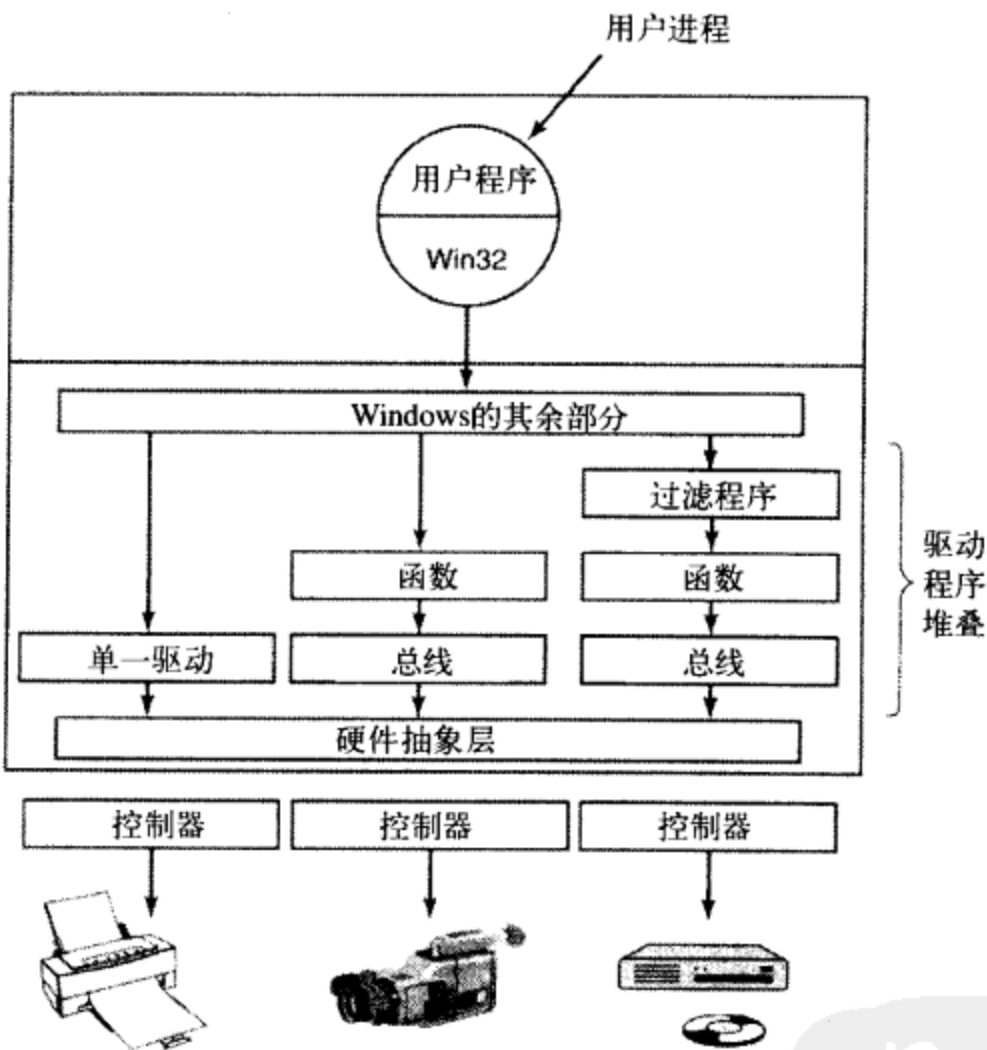 用户进程
用户程序
Win32
Windows的其余部分
过滤程序
函数
函数
单一驱动
总线
总线
硬件抽象层
驱动
程序
堆叠
控制器
控制器
控制器